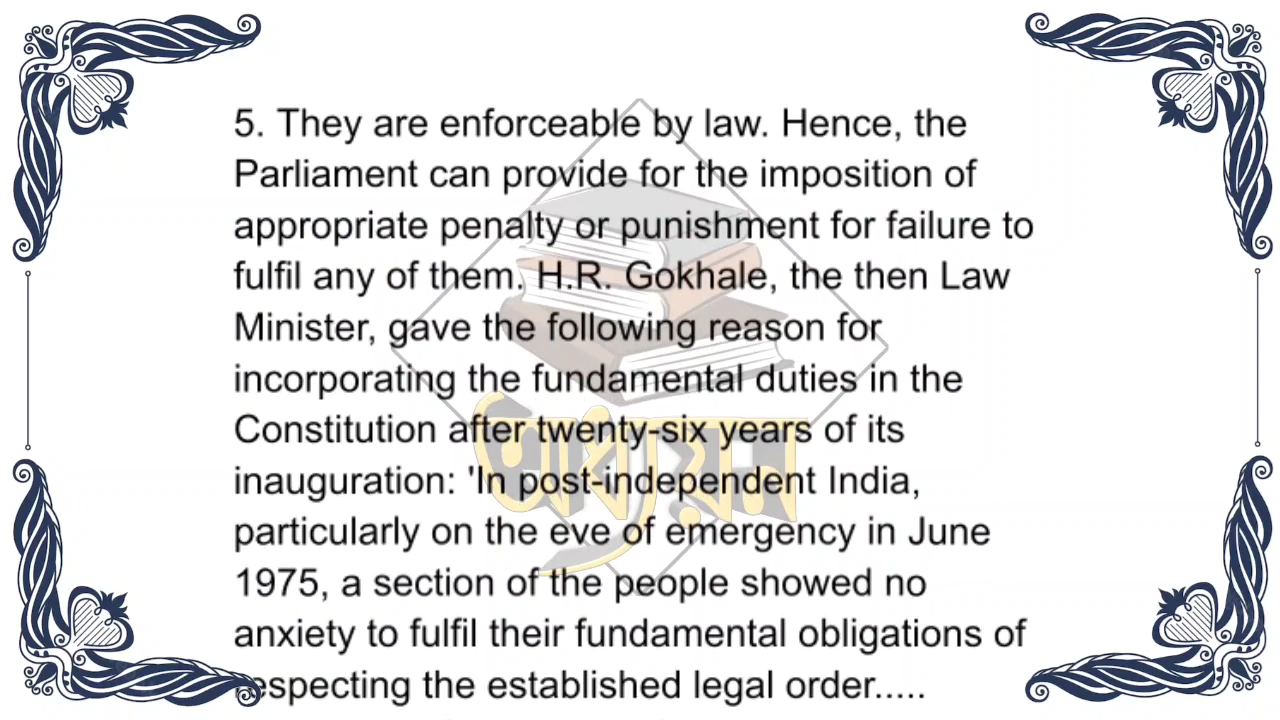 5. They are enforceable by law. Hence, the
Parliament can provide for the imposition of
appropriate penalty or punishment for failure to
fulfil any of them. H.R. Gokhale, the then Law
Minister, gave the following reason for
incorporating the fundamental duties in the
Constitution after twenty-six years of its
inauguration: 'In post-independent India,
particularly on the eve of emergency in June
1975, a section of the people showed no
anxiety to fulfil their fundamental obligations of
respecting the established legal order.....
অধ্যয়ন